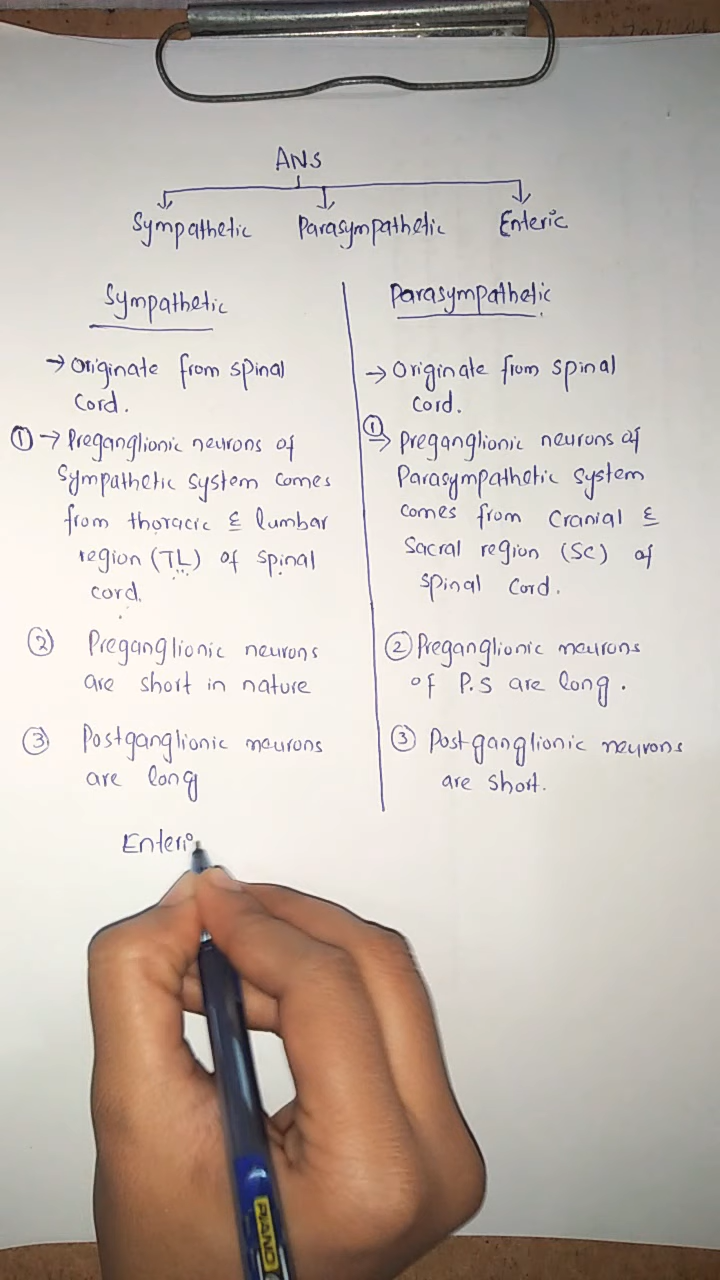 ANS
Sympathetic Parasympathetic Enteric
Sympathetic
→ Originate from spinal
cord.
① → Preganglionic neurons of
Sympathetic system comes
from thoracic & lumbar
region (TL) of spinal
cord.
② Preganglionic neurons
are short in nature
③ Postganglionic neurons
are long
Parasympathetic
→ Originate from spinal
cord.
① → Preganglionic neurons of
Parasympathetic system
comes from Cranial &
Sacral region (SC) of
spinal Cord.
② Preganglionic neurons
of P.S are long.
③ Postganglionic neurons
are short.
Enteri
PIANO